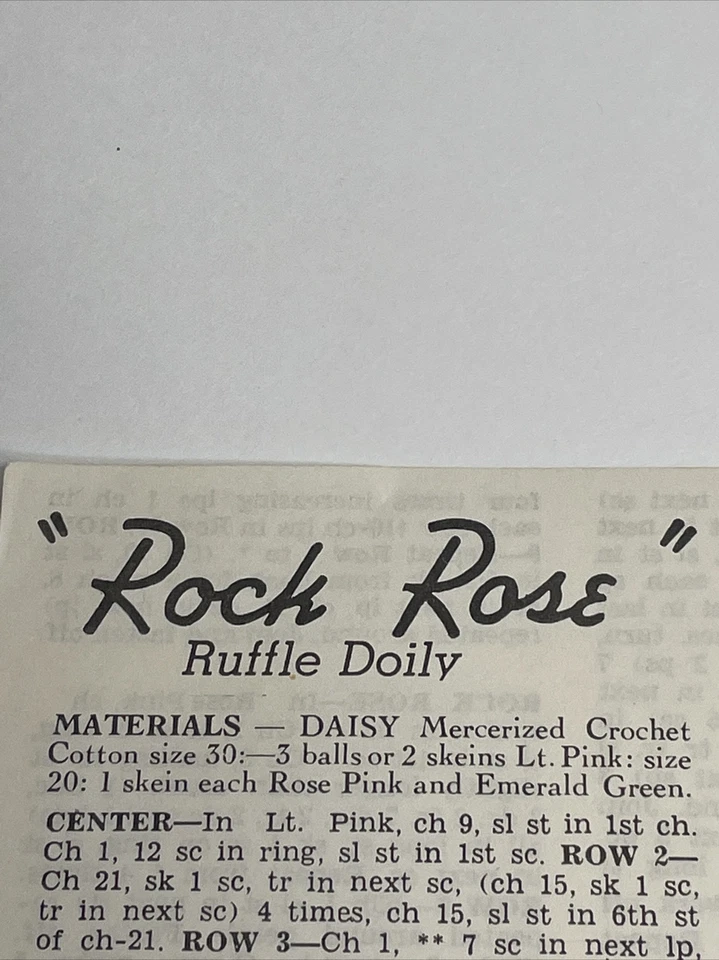 "Rock Rose"
Ruffle Doily
MATERIALS — DAISY Mercerized Crochet
Cotton size 30:—3 balls or 2 skeins Lt. Pink: size
20: 1 skein each Rose Pink and Emerald Green.
CENTER—In Lt. Pink, ch 9, sl st in 1st ch.
Ch 1, 12 sc in ring, sl st in 1st sc. ROW 2—
Ch 21, sk 1 sc, tr in next sc, (ch 15, sk 1 sc,
tr in next sc) 4 times, ch 15, sl st in 6th st
of ch-21. ROW 3—Ch 1, ** 7 sc in next lp,